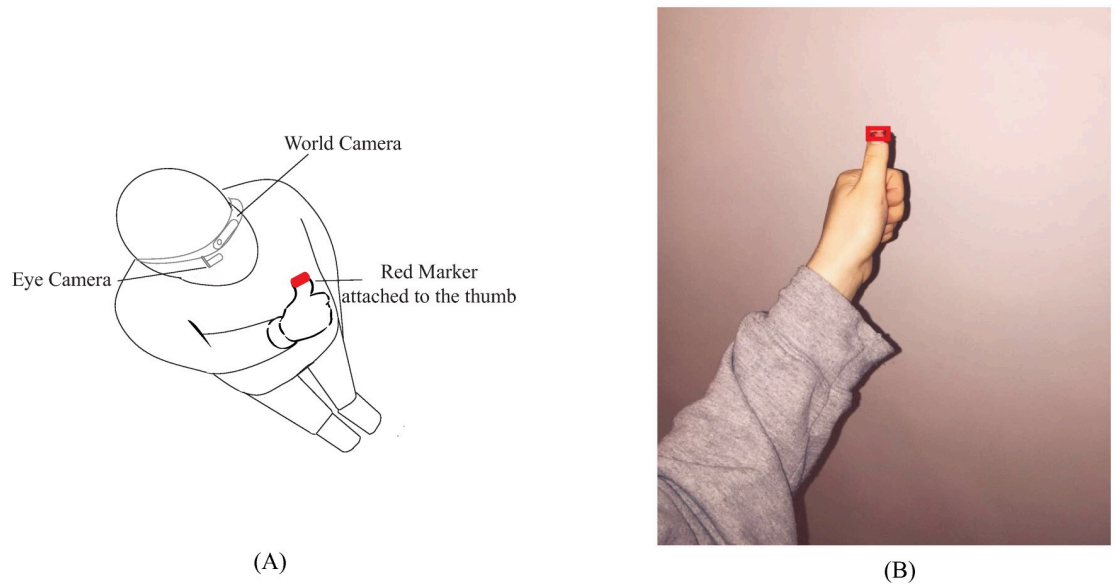 World Camera
Eye Camera
Red Marker
attached to the thumb
(A)
(B)